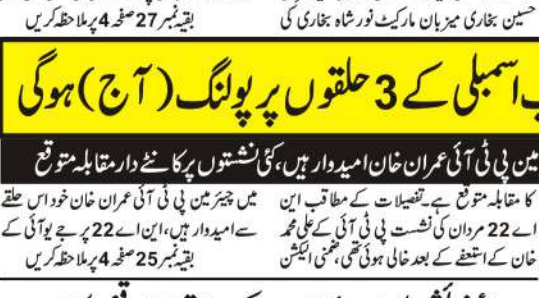 حسین بخاری میزبان مارکیٹ نور شاہ بخاری کی
بقیہ نمبر27 صفحہ 4 پر ملاحظہ کریں
اسمبلی کے 3 حلقوں پر پولنگ (آج) ہوگی
مین پی ٹی آئی عمران خان امیدوار ہیں، کئی نشستوں پر کانٹے دار مقابلہ متوقع
کا مقابلہ متوقع ہے۔ تفصیلات کے مطابق این
اے 22 مردان کی نشست پی ٹی آئی کے علی محمد
خان کے استعفے کے بعد خالی ہوئی تھی، ضمنی الیکشن
میں چیئرمین پی ٹی آئی عمران خان خود اس حلقے
سے امیدوار ہیں، این اے 22 پر جے یو آئی کے
بقیہ نمبر25 صفحہ 4 پر ملاحظہ کریں